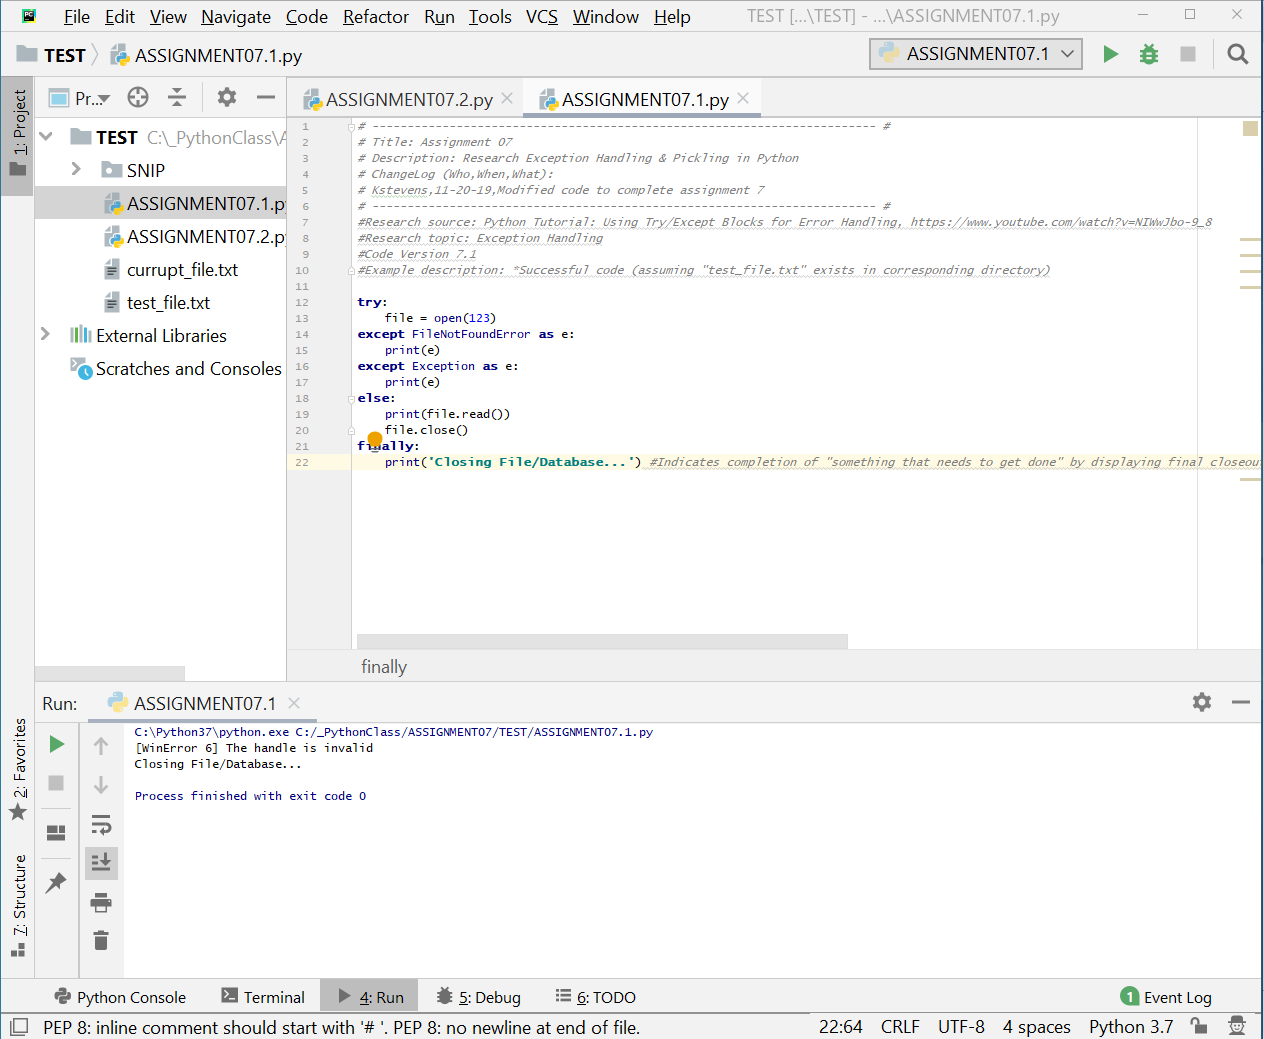 File Edit View Navigate Code Refactor Run Tools VCS Window Help TEST [...\TEST] - ...\ASSIGNMENT07.1.py
TEST ASSIGNMENT07.1.py ASSIGNMENT07.1
1: Project
Pr...
ASSIGNMENT07.2.py ASSIGNMENT07.1.py
TEST C:\_PythonClass\A
SNIP
ASSIGNMENT07.1.py
ASSIGNMENT07.2.py
currupt_file.txt
test_file.txt
External Libraries
Scratches and Consoles
1 # ------------------------------------------------------------------------ #
2 # Title: Assignment 07
3 # Description: Research Exception Handling & Pickling in Python
4 # ChangeLog (Who,When,What):
5 # Kstevens,11-20-19,Modified code to complete assignment 7
6 # ------------------------------------------------------------------------ #
7 #Research source: Python Tutorial: Using Try/Except Blocks for Error Handling, https://www.youtube.com/watch?v=NIWwJbo-9_8
8 #Research topic: Exception Handling
9 #Code Version 7.1
10 #Example description: *Successful code (assuming "test_file.txt" exists in corresponding directory)
11
12 try:
13     file = open(123)
14 except FileNotFoundError as e:
15     print(e)
16 except Exception as e:
17     print(e)
18 else:
19     print(file.read())
20     file.close()
21 finally:
22     print('Closing File/Database...') #Indicates completion of "something that needs to get done" by displaying final closeou
finally
Run: ASSIGNMENT07.1
C:\Python37\python.exe C:/_PythonClass/ASSIGNMENT07/TEST/ASSIGNMENT07.1.py
[WinError 6] The handle is invalid
Closing File/Database...
Process finished with exit code 0
2: Favorites
7: Structure
Python Console Terminal 4: Run 5: Debug 6: TODO 1 Event Log
PEP 8: inline comment should start with '# '. PEP 8: no newline at end of file. 22:64 CRLF UTF-8 4 spaces Python 3.7